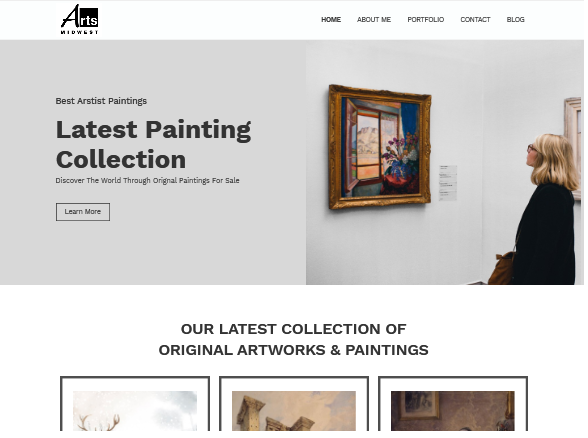 Arts
MIDWEST
HOME ABOUT ME PORTFOLIO CONTACT BLOG
Best Arstist Paintings
Latest Painting
Collection
Discover The World Through Orignal Paintings For Sale
Learn More
OUR LATEST COLLECTION OF
ORIGINAL ARTWORKS & PAINTINGS